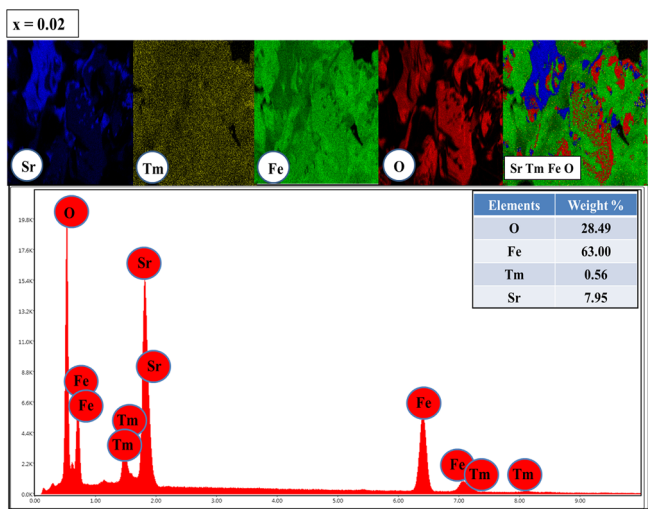 x = 0.02
Sr
Tm
Fe
O
Sr Tm Fe O
Elements Weight %
O 28.49
Fe 63.00
Tm 0.56
Sr 7.95
19.8K
17.6K
15.4K
13.2K
11.0K
8.8K
6.6K
4.4K
2.2K
0.0K
O
Sr
Sr
Fe
Fe
Tm
Tm
Fe
Fe
Tm
Tm
0.00 1.00 2.00 3.00 4.00 5.00 6.00 7.00 8.00 9.00